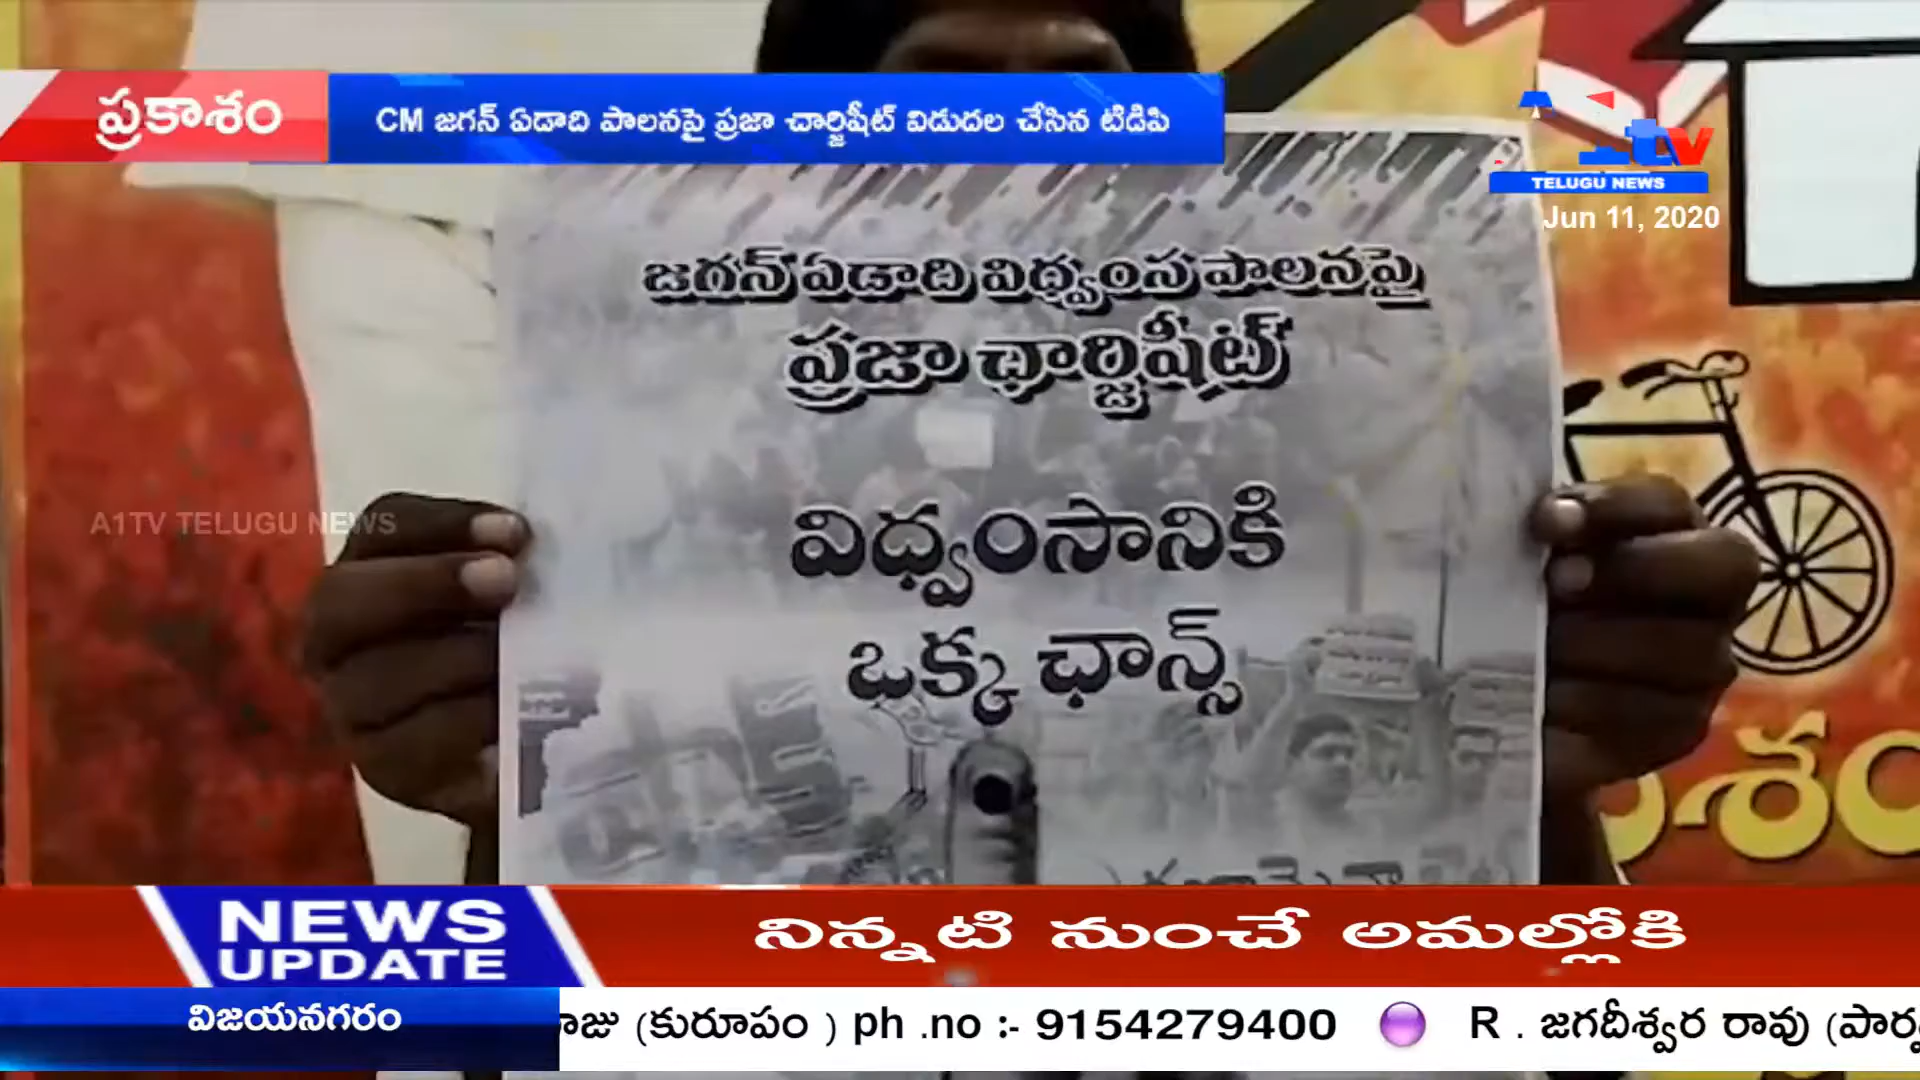 ప్రకాశం
CM జగన్ ఏడాది పాలనపై ప్రజా చార్జిషీట్ విడుదల చేసిన టిడిపి
tv
TELUGU NEWS
Jun 11, 2020
జగన్ ఏడాది విధ్వంస పాలనపై
ప్రజా ఛార్జిషీట్
విధ్వంసానికి
ఒక్క ఛాన్స్
A1TV TELUGU NEWS
శం
NEWS
UPDATE
నిన్నటి నుంచే అమల్లోకి
విజయనగరం
(కురూపం ) ph .no :- 9154279400
R . జగదీశ్వర రావు